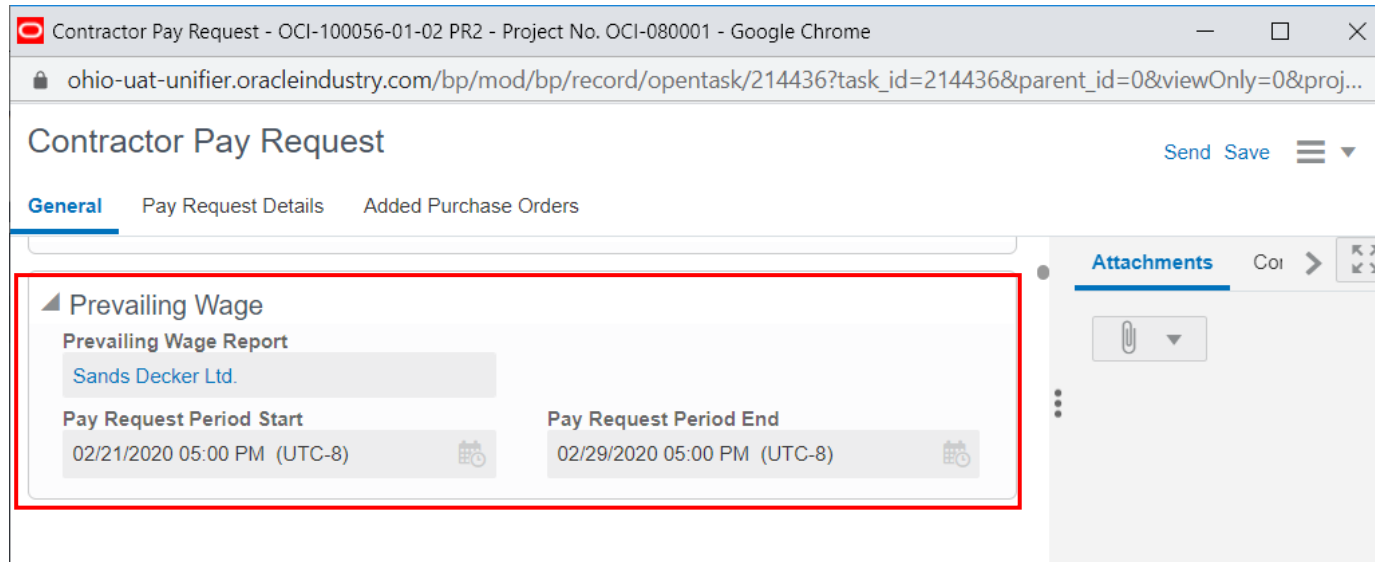 Contractor Pay Request - OCI-100056-01-02 PR2 - Project No. OCI-080001 - Google Chrome
ohio-uat-unifier.oracleindustry.com/bp/mod/bp/record/opentask/214436?task_id=214436&parent_id=0&viewOnly=0&proj...
Contractor Pay Request
Send Save
General Pay Request Details Added Purchase Orders
Attachments Cor
Prevailing Wage
Prevailing Wage Report
Sands Decker Ltd.
Pay Request Period Start Pay Request Period End
02/21/2020 05:00 PM (UTC-8) 02/29/2020 05:00 PM (UTC-8)